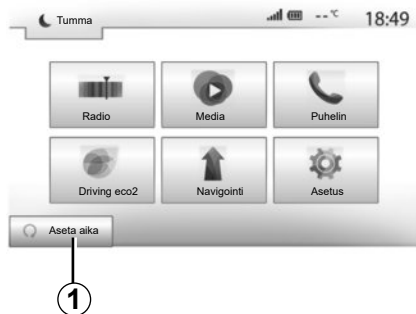 Tumma
--°C
18:49
Radio
Media
Puhelin
Driving eco2
Navigointi
Asetus
Aseta aika
1